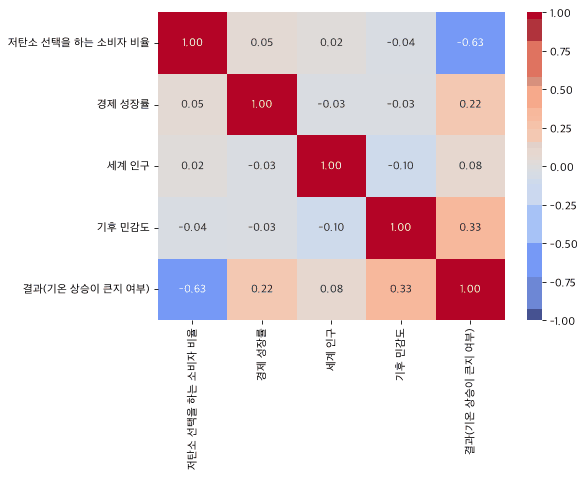 저탄소 선택을 하는 소비자 비율 1.00 0.05 0.02 -0.04 -0.63
경제 성장률 0.05 1.00 -0.03 -0.03 0.22
세계 인구 0.02 -0.03 1.00 -0.10 0.08
기후 민감도 -0.04 -0.03 -0.10 1.00 0.33
결과(기온 상승이 큰지 여부) -0.63 0.22 0.08 0.33 1.00
저탄소 선택을 하는 소비자 비율
경제 성장률
세계 인구
기후 민감도
결과(기온 상승이 큰지 여부)
1.00
0.75
0.50
0.25
0.00
-0.25
-0.50
-0.75
-1.00